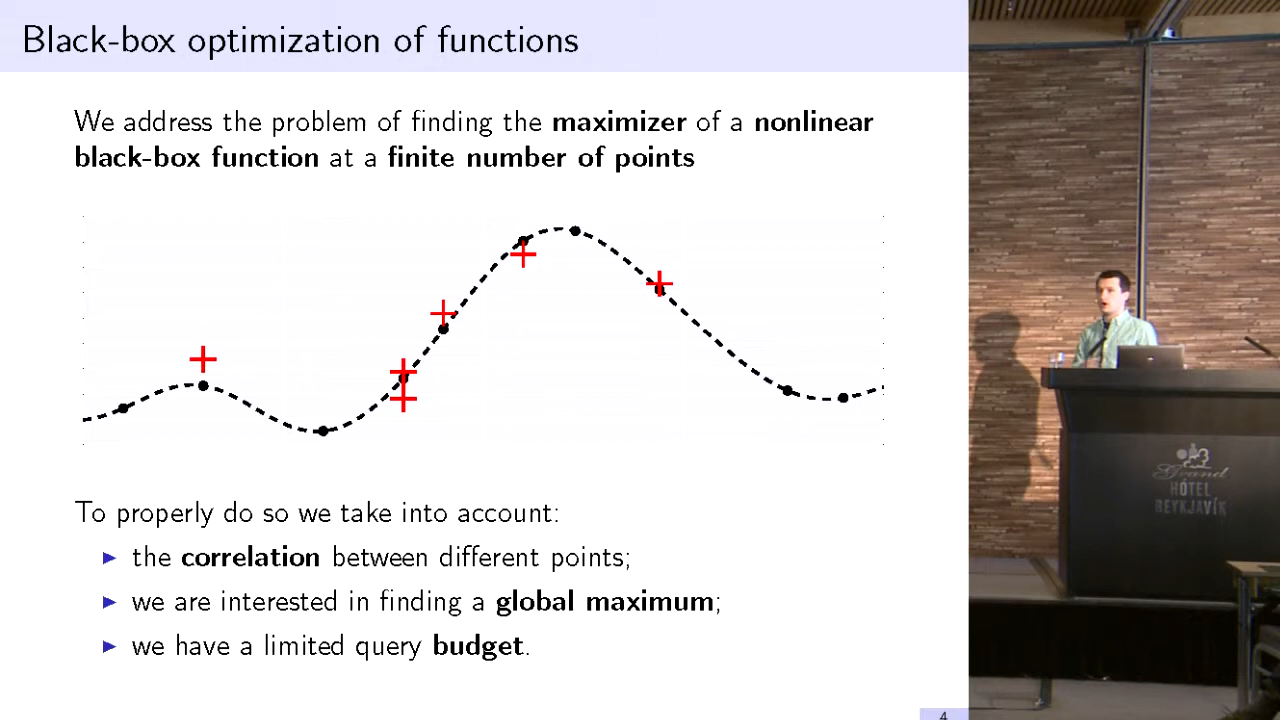 Black-box optimization of functions
We address the problem of finding the maximizer of a nonlinear
black-box function at a finite number of points
To properly do so we take into account:
the correlation between different points;
we are interested in finding a global maximum;
we have a limited query budget.
4
Grand
HÓTEL
REYKJAVÍK